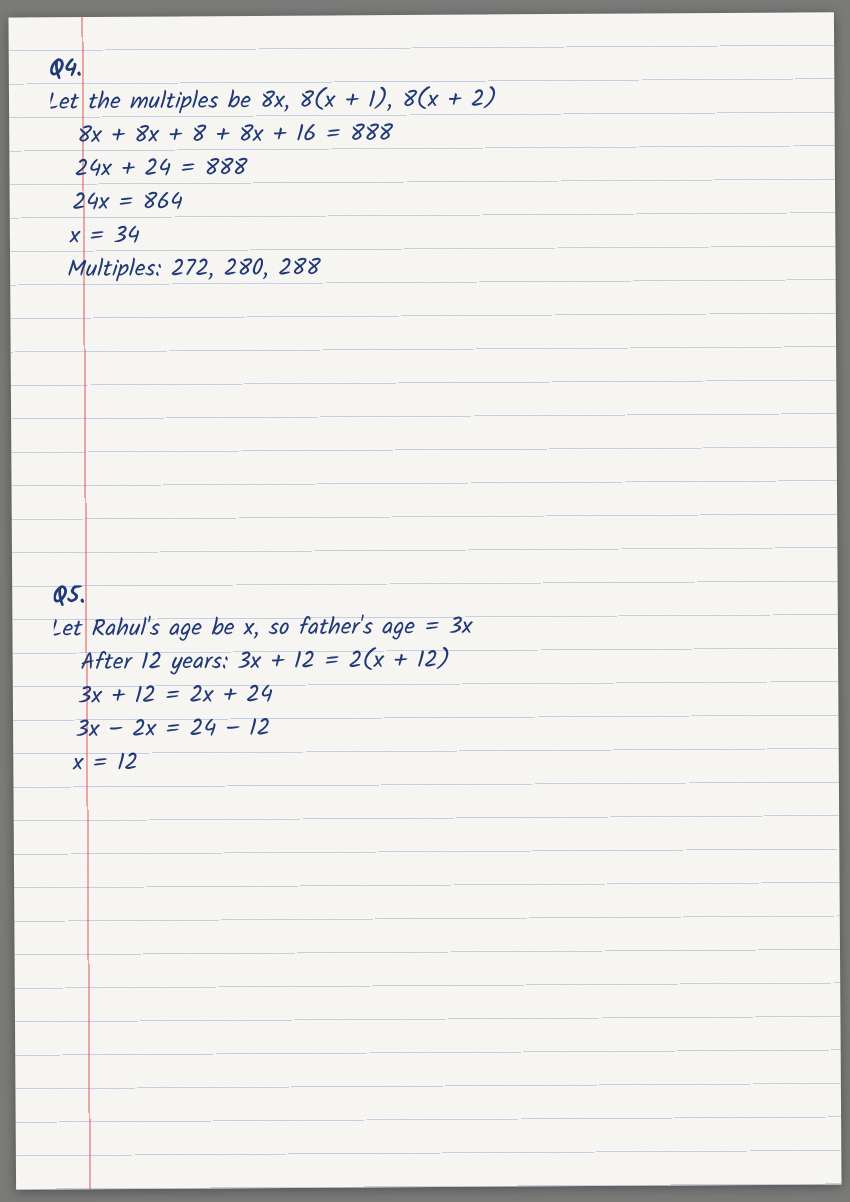 Q4.
Let the multiples be 8x, 8(x + 1), 8(x + 2)
8x + 8x + 8 + 8x + 16 = 888
24x + 24 = 888
24x = 864
x = 34
Multiples: 272, 280, 288
Q5.
Let Rahul's age be x, so father's age = 3x
After 12 years: 3x + 12 = 2(x + 12)
3x + 12 = 2x + 24
3x − 2x = 24 − 12
x = 12